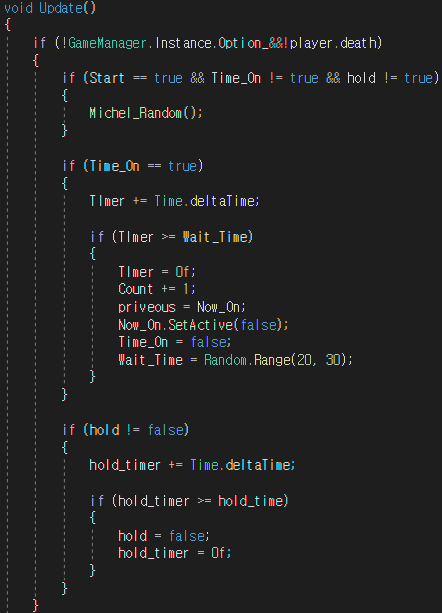 void Update()
{
if (!GameManager.Instance.Option_&&!player.death)
{
if (Start == true && Time_On != true && hold != true)
{
Michel_Random();
}
if (Time_On == true)
{
TImer += Time.deltaTime;
if (TImer >= Wait_Time)
{
TImer = 0f;
Count += 1;
priveous = Now_On;
Now_On.SetActive(false);
Time_On = false;
Wait_Time = Random.Range(20, 30);
}
}
if (hold != false)
{
hold_timer += Time.deltaTime;
if (hold_timer >= hold_time)
{
hold = false;
hold_timer = 0f;
}
}
}